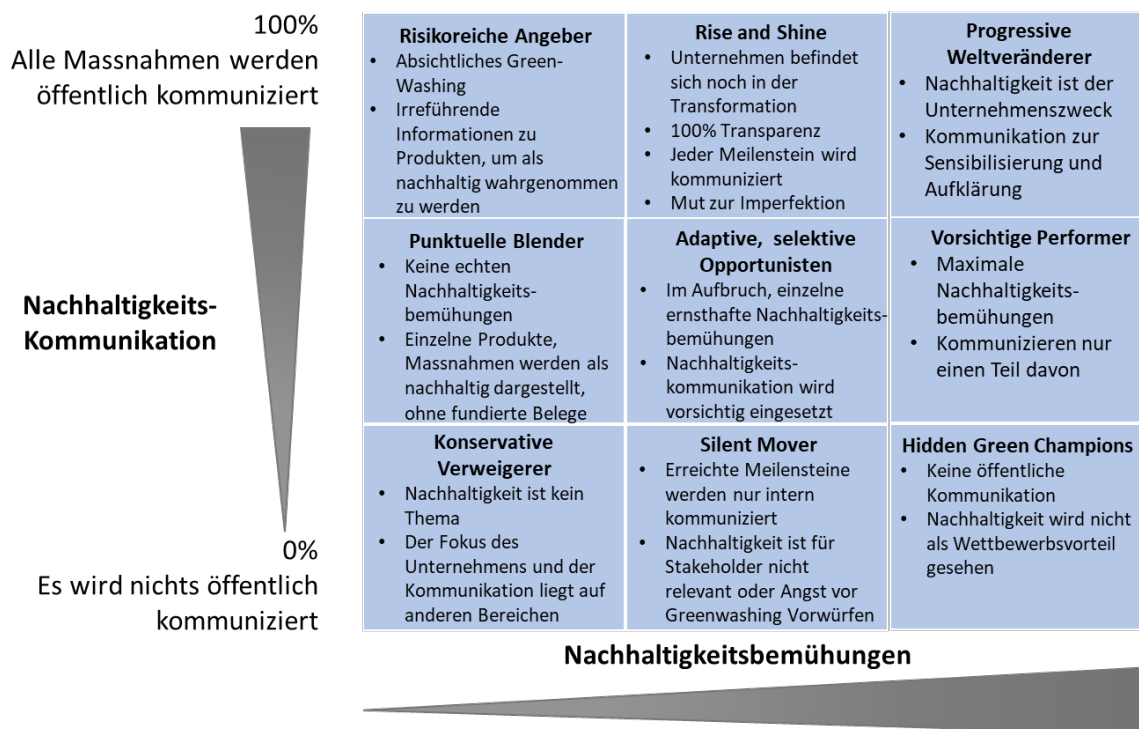 100%
Alle Massnahmen werden
öffentlich kommuniziert
Nachhaltigkeits-
Kommunikation
0%
Es wird nichts öffentlich
kommuniziert
Risikoreiche Angeber
• Absichtliches Green-
Washing
• Irreführende
Informationen zu
Produkten, um als
nachhaltig wahrgenommen
zu werden
Rise and Shine
• Unternehmen befindet
sich noch in der
Transformation
• 100% Transparenz
• Jeder Meilenstein wird
kommuniziert
• Mut zur Imperfektion
Progressive
Weltveränderer
• Nachhaltigkeit ist der
Unternehmenszweck
• Kommunikation zur
Sensibilisierung und
Aufklärung
Punktuelle Blender
• Keine echten
Nachhaltigkeits-
bemühungen
• Einzelne Produkte,
Massnahmen werden als
nachhaltig dargestellt,
ohne fundierte Belege
Adaptive, selektive
Opportunisten
• Im Aufbruch, einzelne
ernsthafte Nachhaltigkeits-
bemühungen
• Nachhaltigkeits-
kommunikation wird
vorsichtig eingesetzt
Vorsichtige Performer
• Maximale
Nachhaltigkeits-
bemühungen
• Kommunizieren nur
einen Teil davon
Konservative
Verweigerer
• Nachhaltigkeit ist kein
Thema
• Der Fokus des
Unternehmens und der
Kommunikation liegt auf
anderen Bereichen
Silent Mover
• Erreichte Meilensteine
werden nur intern
kommuniziert
• Nachhaltigkeit ist für
Stakeholder nicht
relevant oder Angst vor
Greenwashing Vorwürfen
Hidden Green Champions
• Keine öffentliche
Kommunikation
• Nachhaltigkeit wird nicht
als Wettbewerbsvorteil
gesehen
Nachhaltigkeitsbemühungen